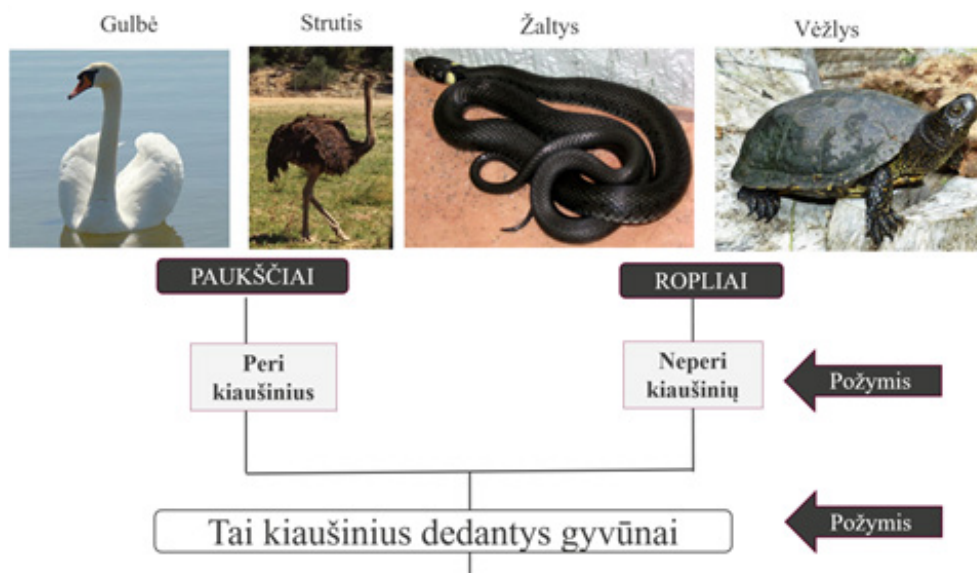 Gulbė
Strutis
Žaltys
Vėžlys
PAUKŠČIAI
ROPLIAI
Peri
kiaušinius
Neperi
kiaušinių
Požymis
Tai kiaušinius dedantys gyvūnai
Požymis